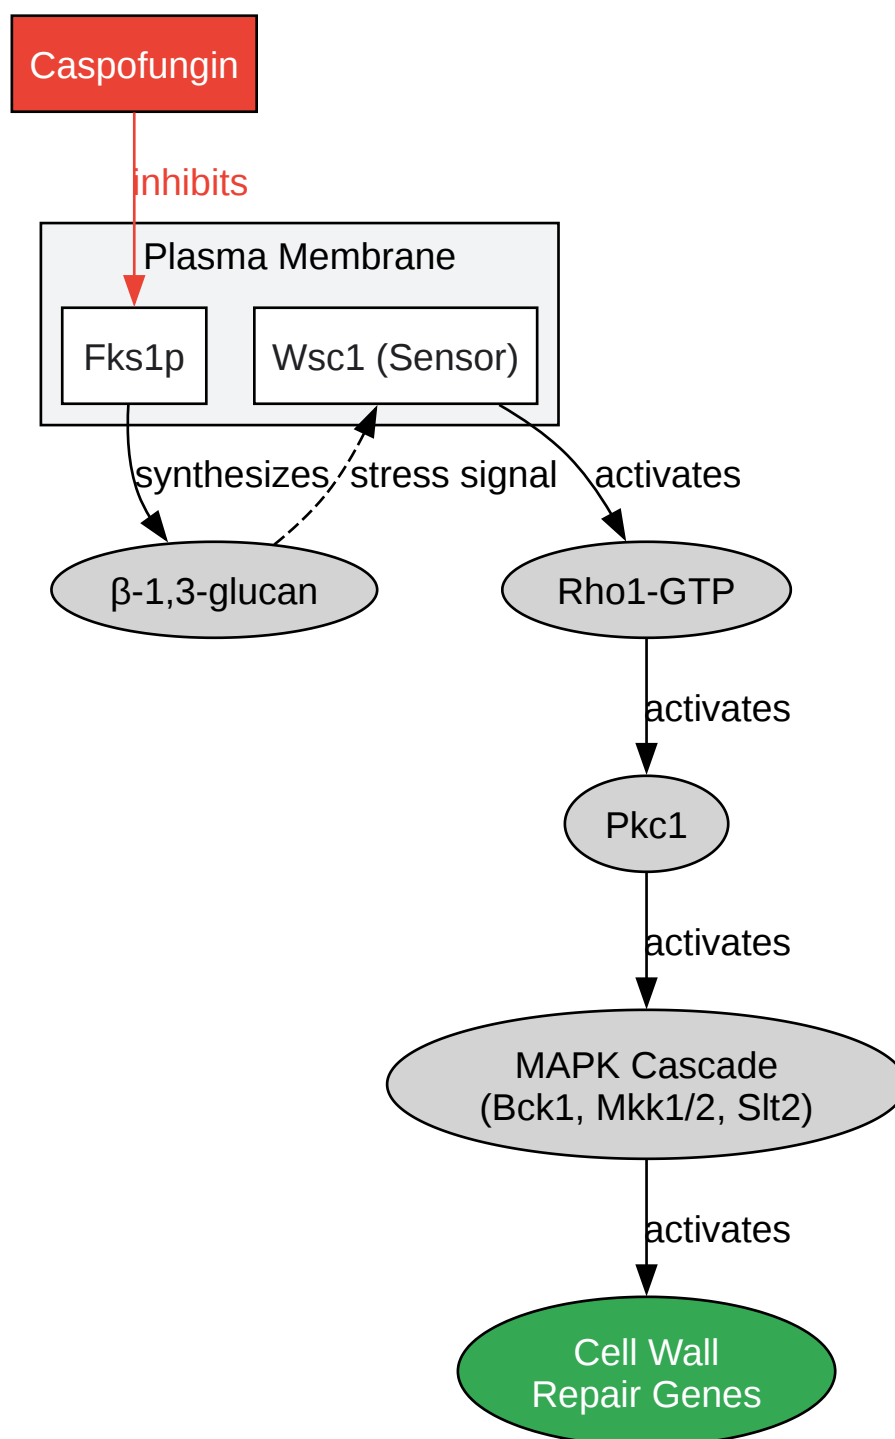 Caspofungin
inhibits
Plasma Membrane
Fks1p
Wsc1 (Sensor)
synthesizes
stress signal
activates
β-1,3-glucan
Rho1-GTP
activates
Pkc1
activates
MAPK Cascade
(Bck1, Mkk1/2, Slt2)
activates
Cell Wall
Repair Genes